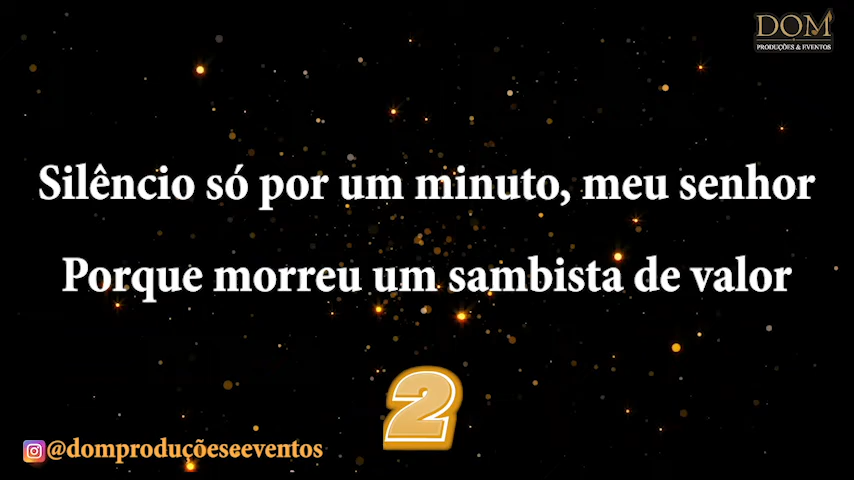 DOM
PRODUÇÕES & EVENTOS
Silêncio só por um minuto, meu senhor
Porque morreu um sambista de valor
2
@domproduçõeseeventos